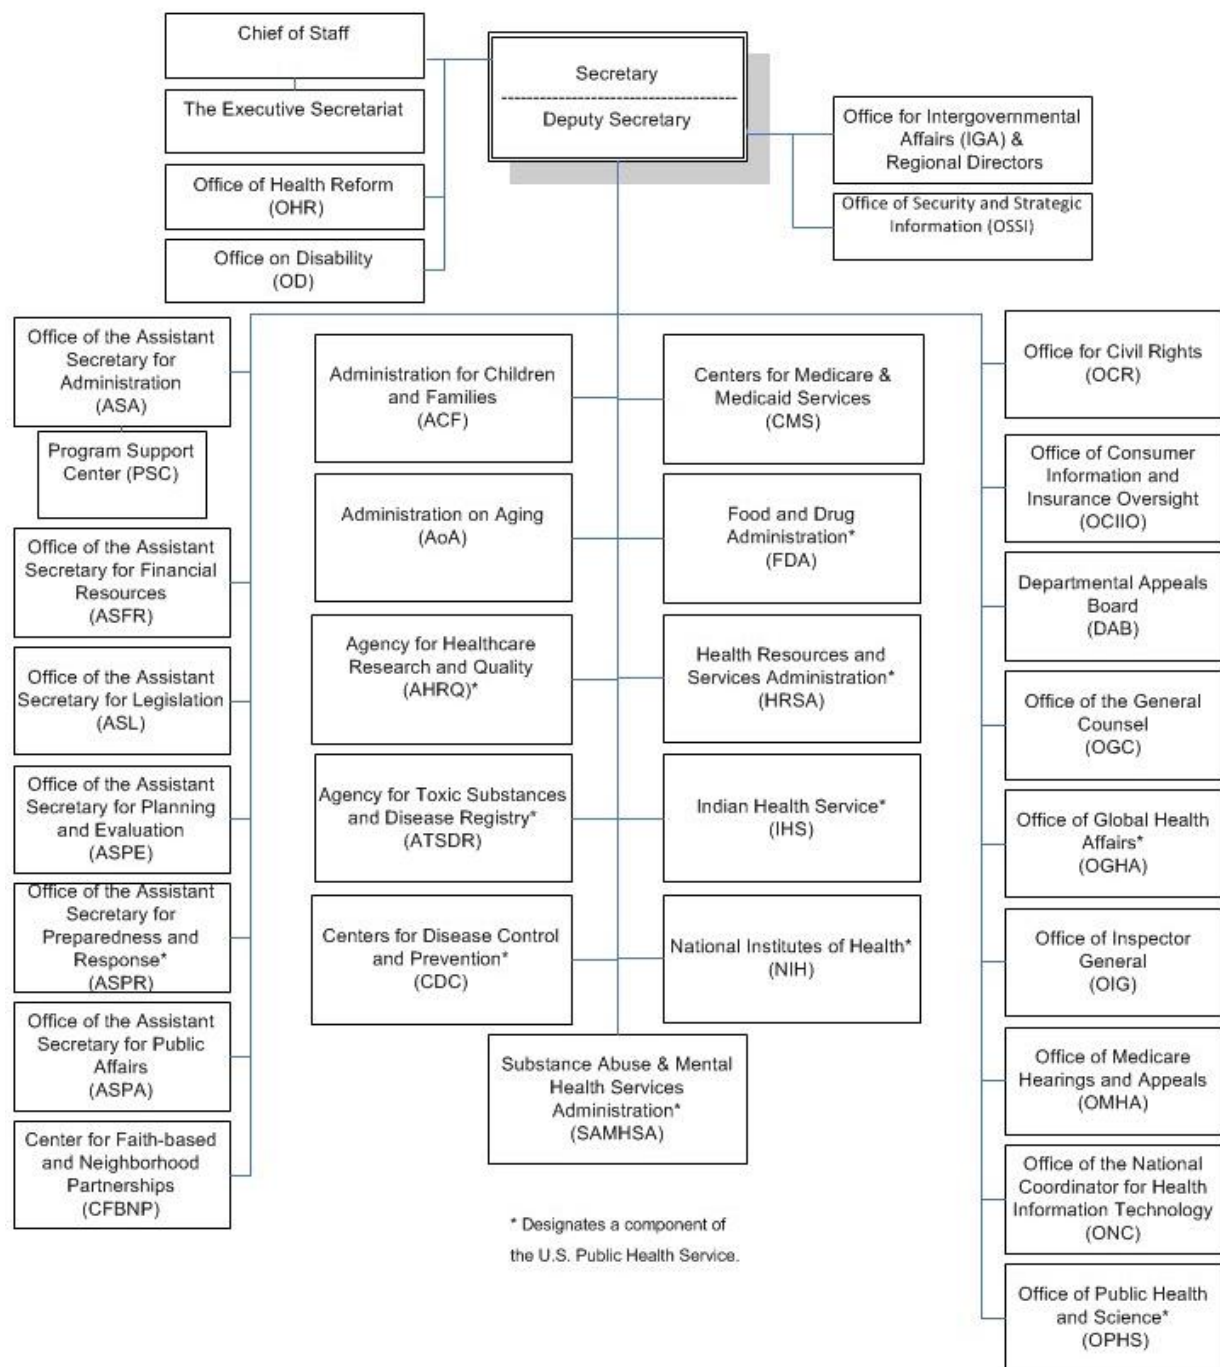 Chief of Staff
The Executive Secretariat
Office of Health Reform
(OHR)
Office on Disability
(OD)
Secretary
Deputy Secretary
Office for Intergovernmental
Affairs (IGA) &
Regional Directors
Office of Security and Strategic
Information (OSSI)
Office of the Assistant
Secretary for
Administration
(ASA)
Program Support
Center (PSC)
Office of the Assistant
Secretary for Financial
Resources
(ASFR)
Office of the Assistant
Secretary for Legislation
(ASL)
Office of the Assistant
Secretary for Planning
and Evaluation
(ASPE)
Office of the Assistant
Secretary for
Preparedness and
Response*
(ASPR)
Office of the Assistant
Secretary for Public
Affairs
(ASPA)
Center for Faith-based
and Neighborhood
Partnerships
(CFBNP)
Administration for Children
and Families
(ACF)
Administration on Aging
(AoA)
Agency for Healthcare
Research and Quality
(AHRQ)*
Agency for Toxic Substances
and Disease Registry*
(ATSDR)
Centers for Disease Control
and Prevention*
(CDC)
Centers for Medicare &
Medicaid Services
(CMS)
Food and Drug
Administration*
(FDA)
Health Resources and
Services Administration*
(HRSA)
Indian Health Service*
(IHS)
National Institutes of Health*
(NIH)
Substance Abuse & Mental
Health Services
Administration*
(SAMHSA)
* Designates a component of
the U.S. Public Health Service.
Office for Civil Rights
(OCR)
Office of Consumer
Information and
Insurance Oversight
(OCIIO)
Departmental Appeals
Board
(DAB)
Office of the General
Counsel
(OGC)
Office of Global Health
Affairs*
(OGHA)
Office of Inspector
General
(OIG)
Office of Medicare
Hearings and Appeals
(OMHA)
Office of the National
Coordinator for Health
Information Technology
(ONC)
Office of Public Health
and Science*
(OPHS)